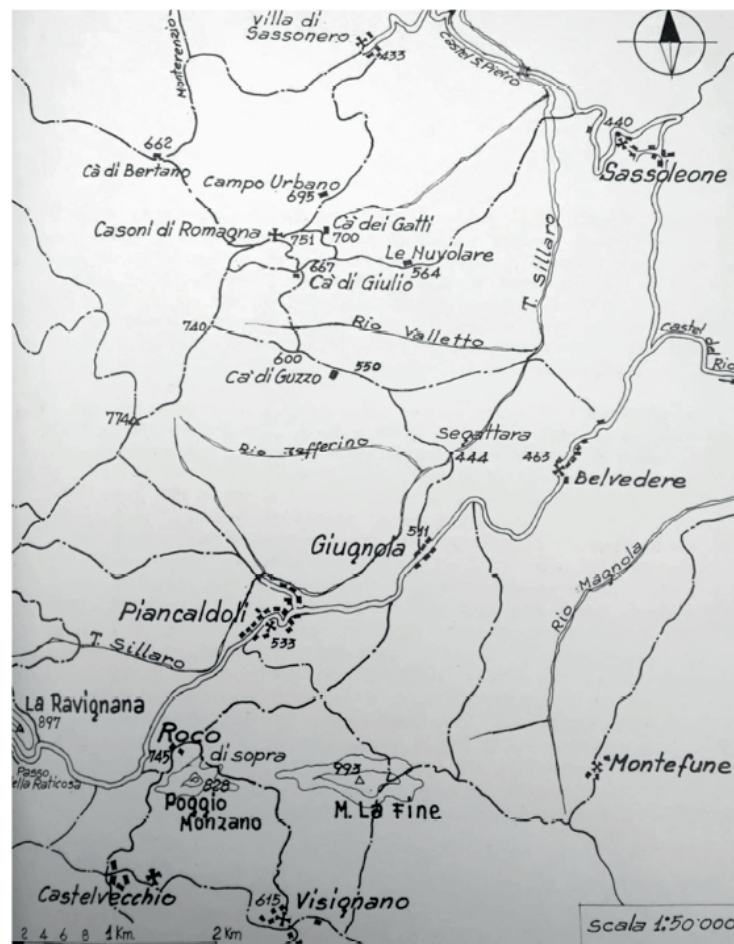 villa di
Sassonero
433
Castel S. Pietro
Monterenzio
440
Sassoleone
662
Cà di Bertano
Campo Urbano
695
Casoni di Romagna
751
Cà dei Gatti
700
Le Nuvolare
564
667
Cà di Giulio
T. Sillaro
740
Rio Valletto
Castel
del
Rio
600
Ca' di Guzzo
550
774
Rio Zafferino
Segattara
444
463
Belvedere
Giugnola
511
Rio Magnola
Piancaldoli
533
T. Sillaro
La Ravignana
897
Passo
della Raticosa
Roco
di sopra
745
828
Poggio
Monzano
993
M. La Fine
Montefune
Castelvecchio
615
Visignano
2 4 6 8 1 Km. 2 Km
scala 1:50'000